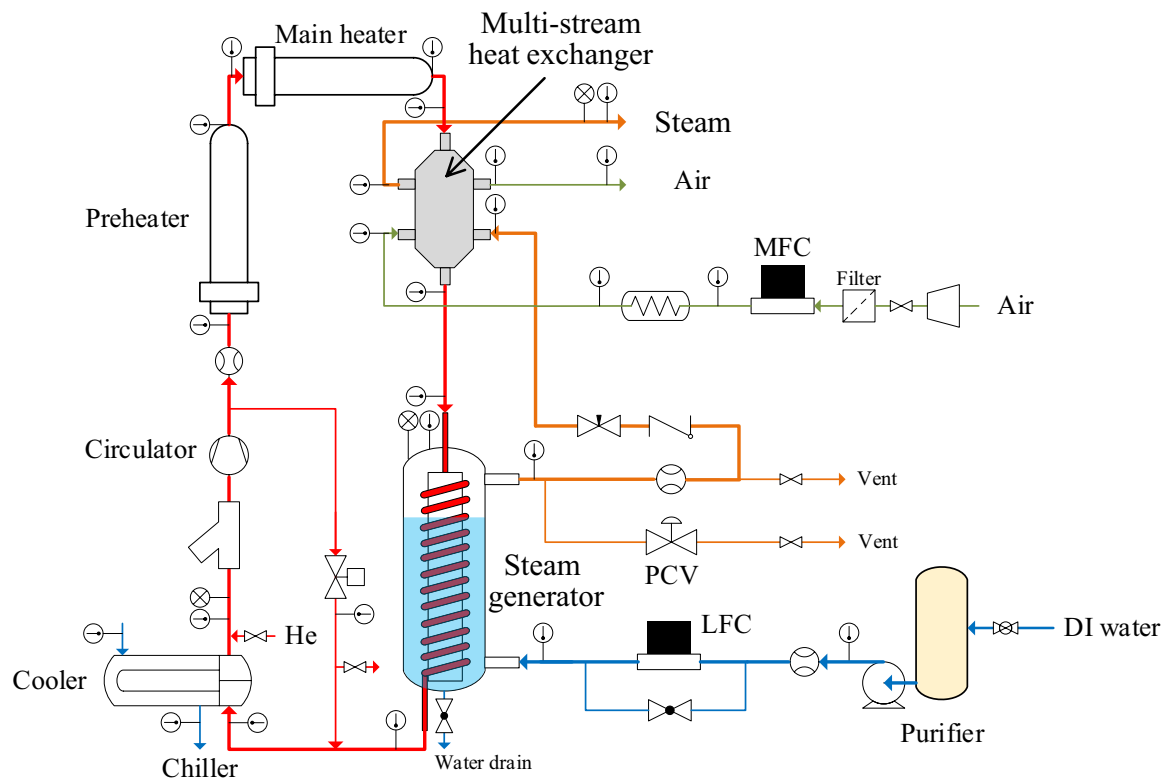 Main heater
Multi-stream
heat exchanger
Steam
Air
Preheater
MFC
Filter
Air
Circulator
Vent
Vent
PCV
Steam
generator
He
LFC
DI water
Cooler
Purifier
Chiller
Water drain